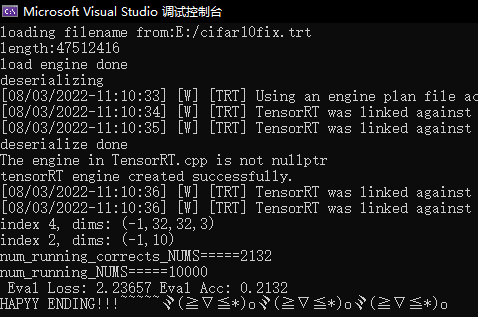 Microsoft Visual Studio 调试控制台
loading filename from:E:/cifar10fix.trt
length:47512416
load engine done
deserializing
[08/03/2022-11:10:33] [W] [TRT] Using an engine plan file ac
[08/03/2022-11:10:34] [W] [TRT] TensorRT was linked against
[08/03/2022-11:10:35] [W] [TRT] TensorRT was linked against
deserialize done
The engine in TensorRT.cpp is not nullptr
tensorRT engine created successfully.
[08/03/2022-11:10:36] [W] [TRT] TensorRT was linked against
[08/03/2022-11:10:36] [W] [TRT] TensorRT was linked against
index 4, dims: (-1,32,32,3)
index 2, dims: (-1,10)
num_running_corrects_NUMS=====2132
num_running_NUMS=====10000
Eval Loss: 2.23657 Eval Acc: 0.2132
HAPYY ENDING!!!~~~~~ヾ(≧▽≦*)oヾ(≧▽≦*)oヾ(≧▽≦*)o